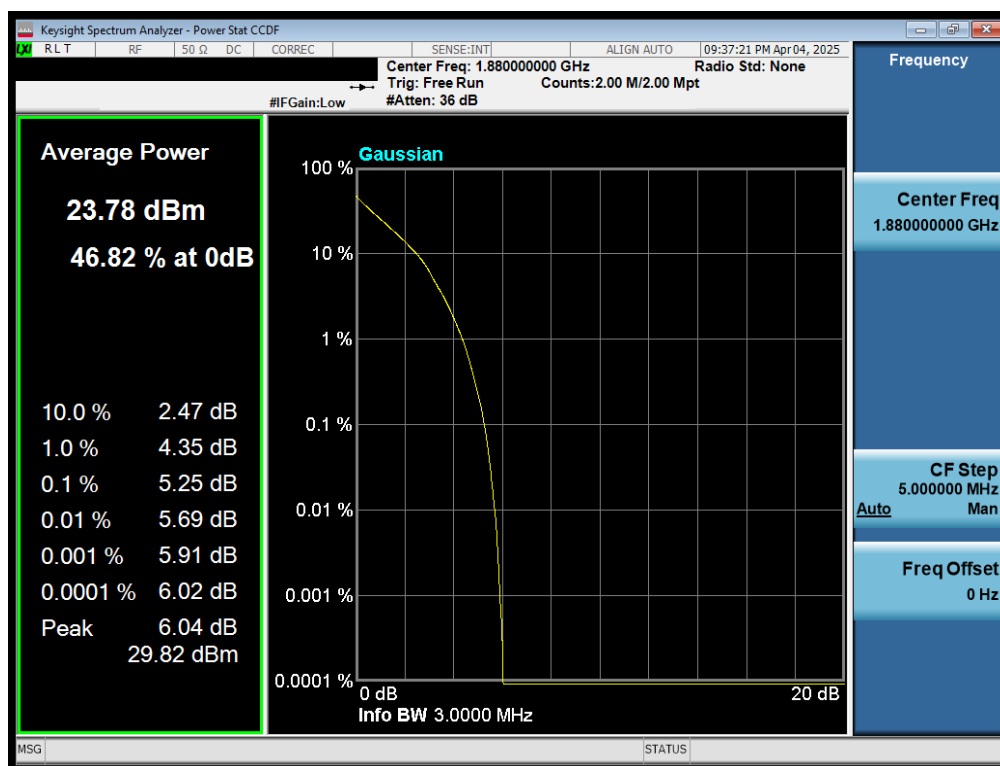 Keysight Spectrum Analyzer - Power Stat CCDF
LXI RLT RF 50 Ω DC CORREC SENSE:INT ALIGN AUTO 09:37:21 PM Apr 04, 2025
Center Freq: 1.880000000 GHz Radio Std: None
Trig: Free Run Counts:2.00 M/2.00 Mpt
#IFGain:Low #Atten: 36 dB
Average Power
23.78 dBm
46.82 % at 0dB
10.0 % 2.47 dB
1.0 % 4.35 dB
0.1 % 5.25 dB
0.01 % 5.69 dB
0.001 % 5.91 dB
0.0001 % 6.02 dB
Peak 6.04 dB
29.82 dBm
Gaussian
100 %
10 %
1 %
0.1 %
0.01 %
0.001 %
0.0001 %
0 dB 20 dB
Info BW 3.0000 MHz
Frequency
Center Freq
1.880000000 GHz
CF Step
5.000000 MHz
Auto Man
Freq Offset
0 Hz
MSG STATUS